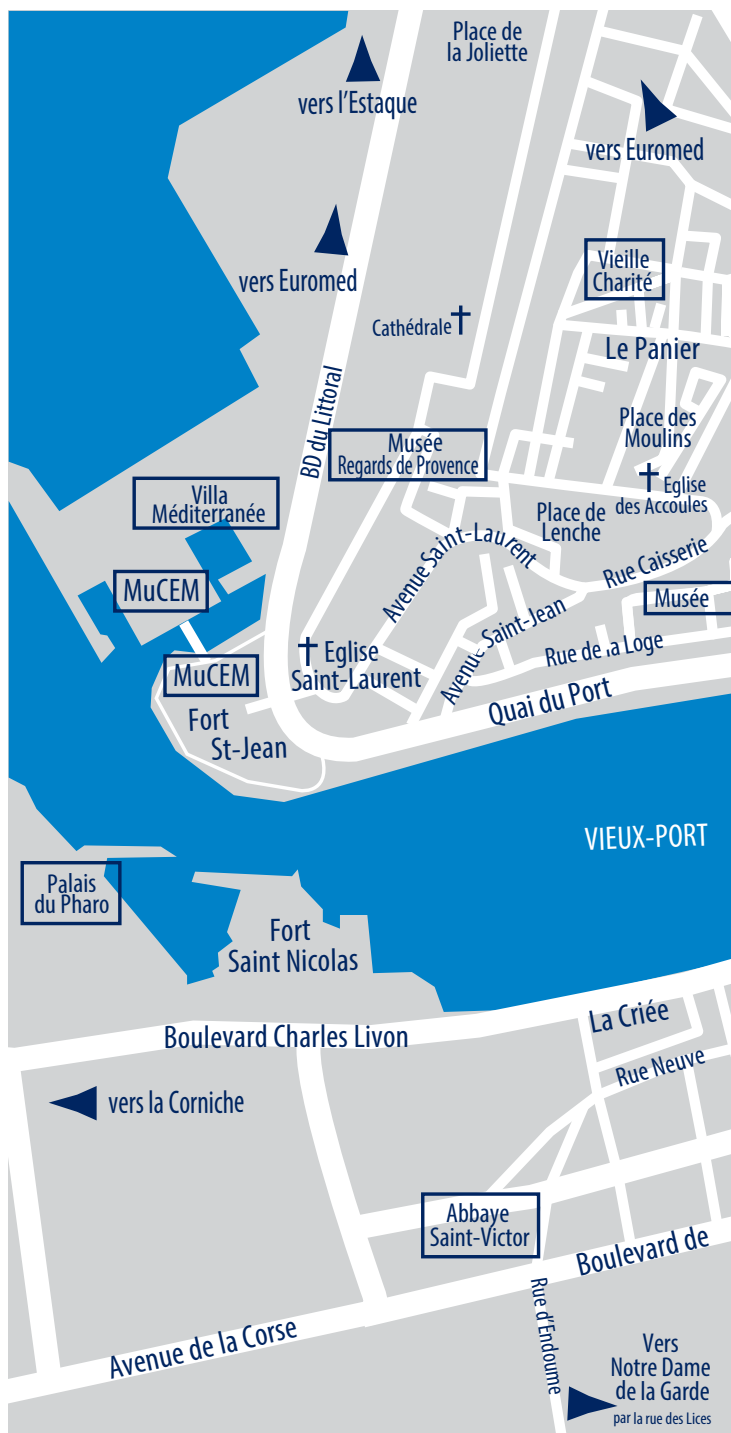 Place de
la Joliette
vers l'Estaque
vers Euromed
Vieille
Charité
vers Euromed
Cathédrale
Le Panier
BD du Littoral
Place des
Moulins
Musée
Regards de Provence
Eglise
des Accoules
Villa
Méditerranée
Place de
Lenche
Avenue Saint-Laurent
Rue Caisserie
MuCEM
Musée
Avenue Saint-Jean
Rue de la Loge
Eglise
Saint-Laurent
MuCEM
Quai du Port
Fort
St-Jean
VIEUX-PORT
Palais
du Pharo
Fort
Saint Nicolas
La Criée
Boulevard Charles Livon
Rue Neuve
vers la Corniche
Abbaye
Saint-Victor
Boulevard de
Avenue de la Corse
Rue d'Endoume
Vers
Notre Dame
de la Garde
par la rue des Lices